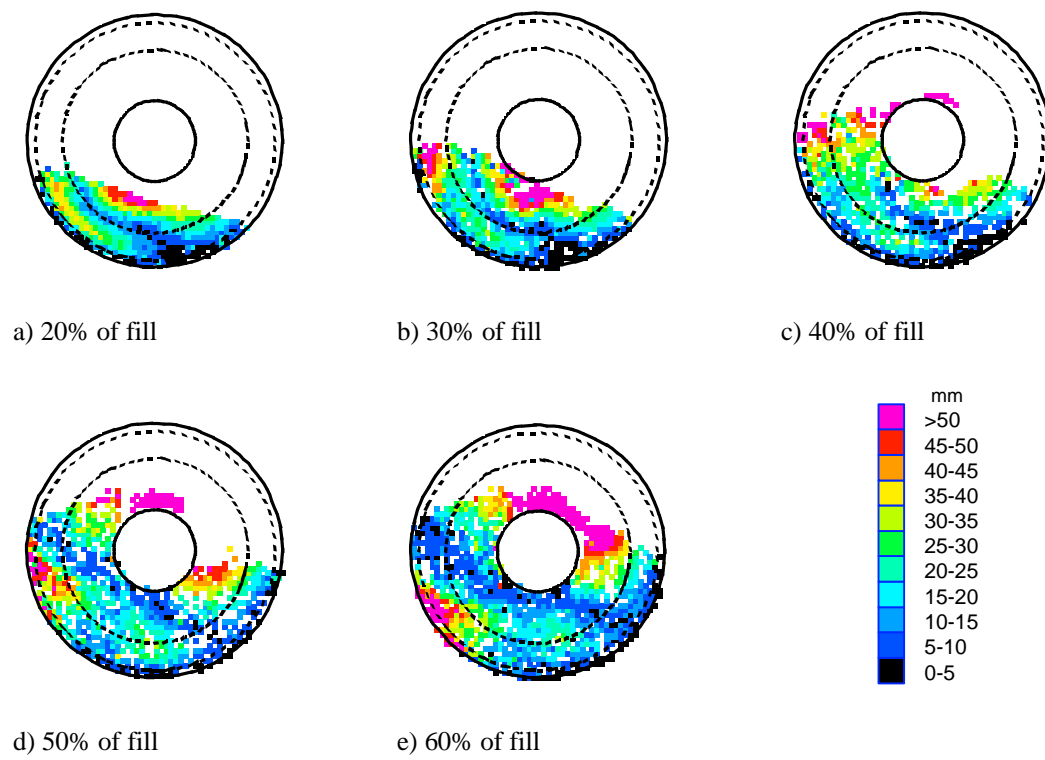 a) 20% of fill
b) 30% of fill
c) 40% of fill
mm
>50
45-50
40-45
35-40
30-35
25-30
20-25
15-20
10-15
5-10
0-5
d) 50% of fill
e) 60% of fill